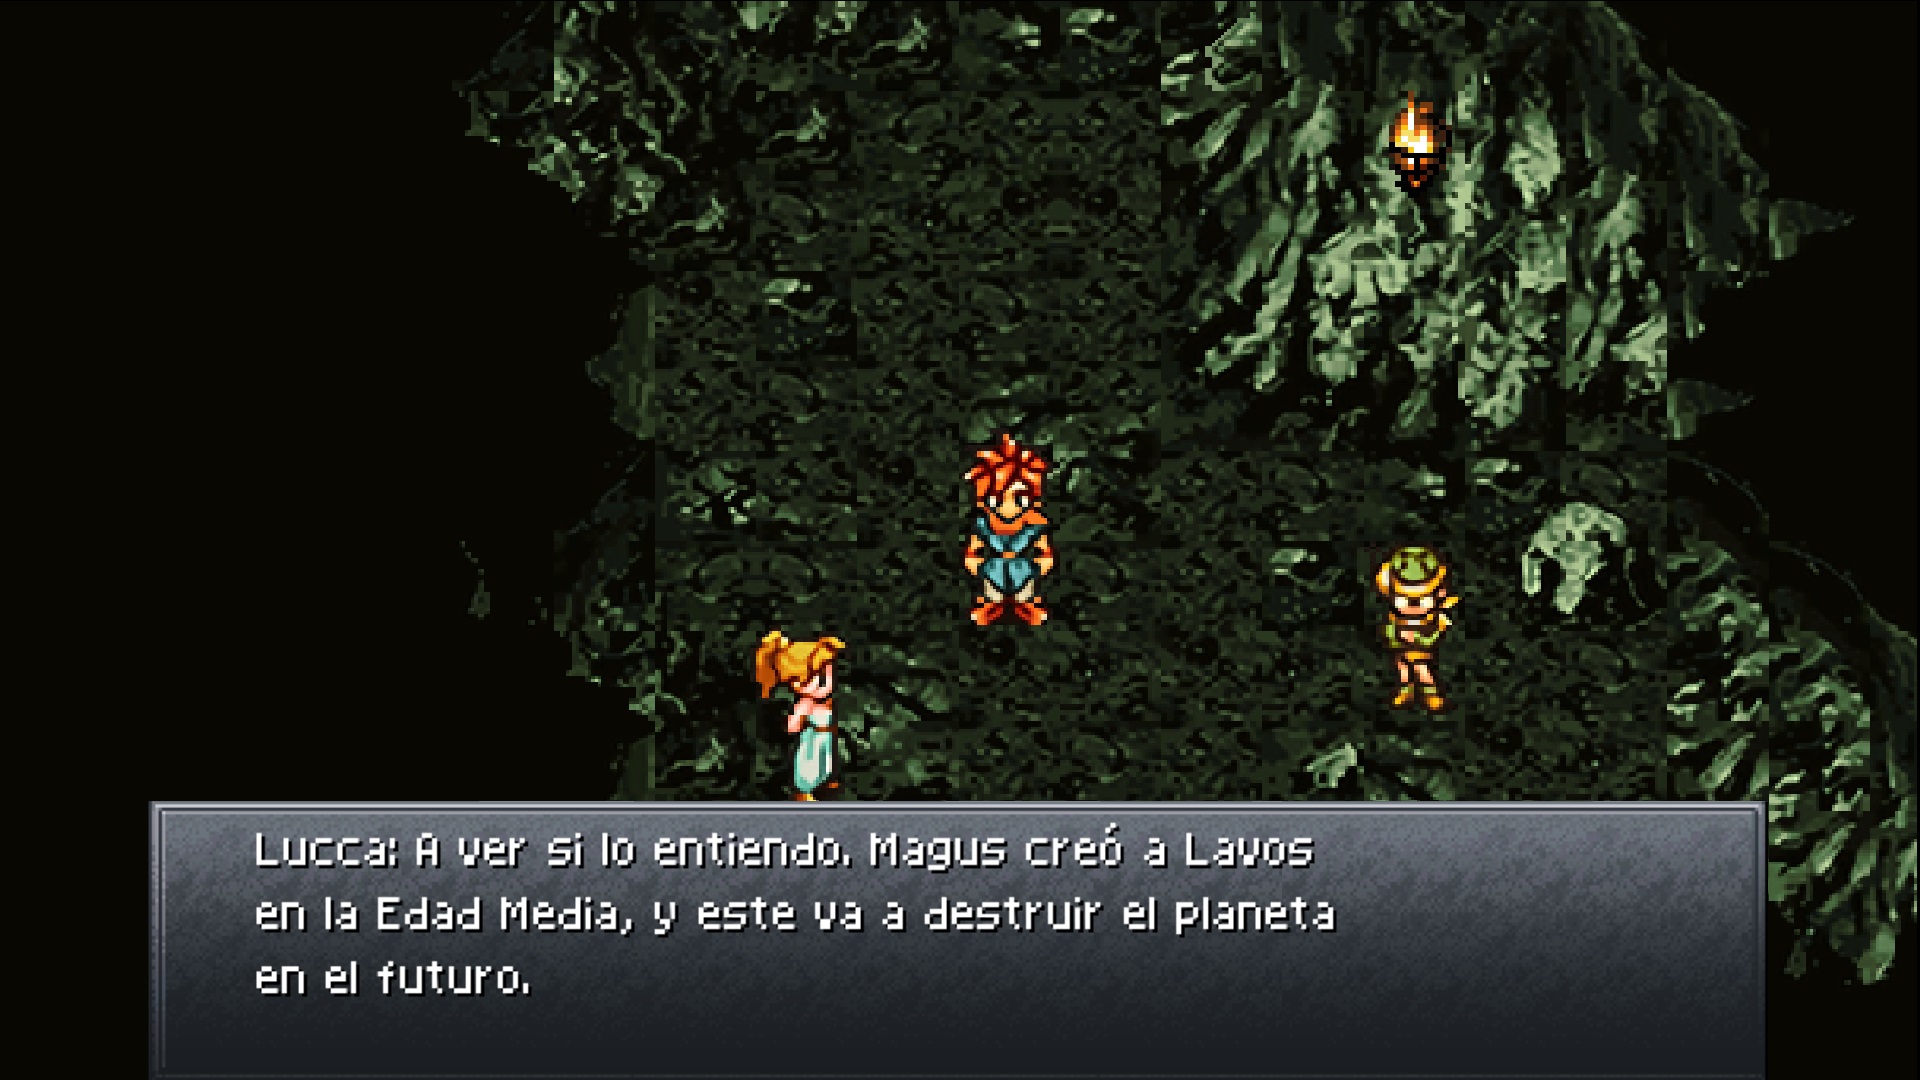 Lucca: A ver si lo entiendo. Magus creó a Lavos
en la Edad Media, y este va a destruir el planeta
en el futuro.